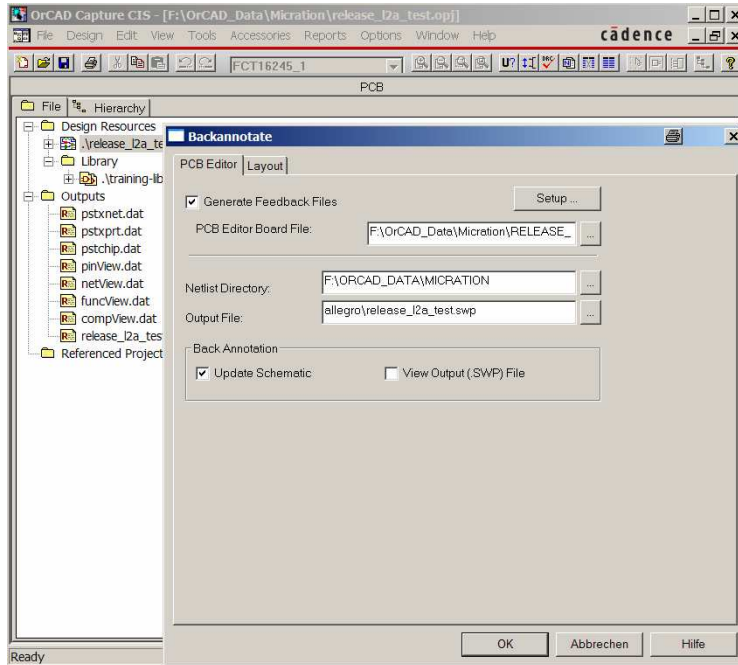 OrCAD Capture CIS - [F:\OrCAD_Data\Micration\release_l2a_test.opj]
File Design Edit View Tools Accessories Reports Options Window Help
cādence
FCT16245_1
PCB
File Hierarchy
Design Resources
.\release_l2a_te
Library
.\training-lib
Outputs
pstxnet.dat
pstxprt.dat
pstchip.dat
pinView.dat
netView.dat
funcView.dat
compView.dat
release_l2a_tes
Referenced Project
Backannotate
PCB Editor Layout
Generate Feedback Files
Setup ...
PCB Editor Board File:
F:\OrCAD_Data\Micration\RELEASE_
...
Netlist Directory:
F:\ORCAD_DATA\MICRATION
...
Output File:
allegro\release_l2a_test.swp
...
Back Annotation
Update Schematic
View Output (.SWP) File
OK Abbrechen Hilfe
Ready